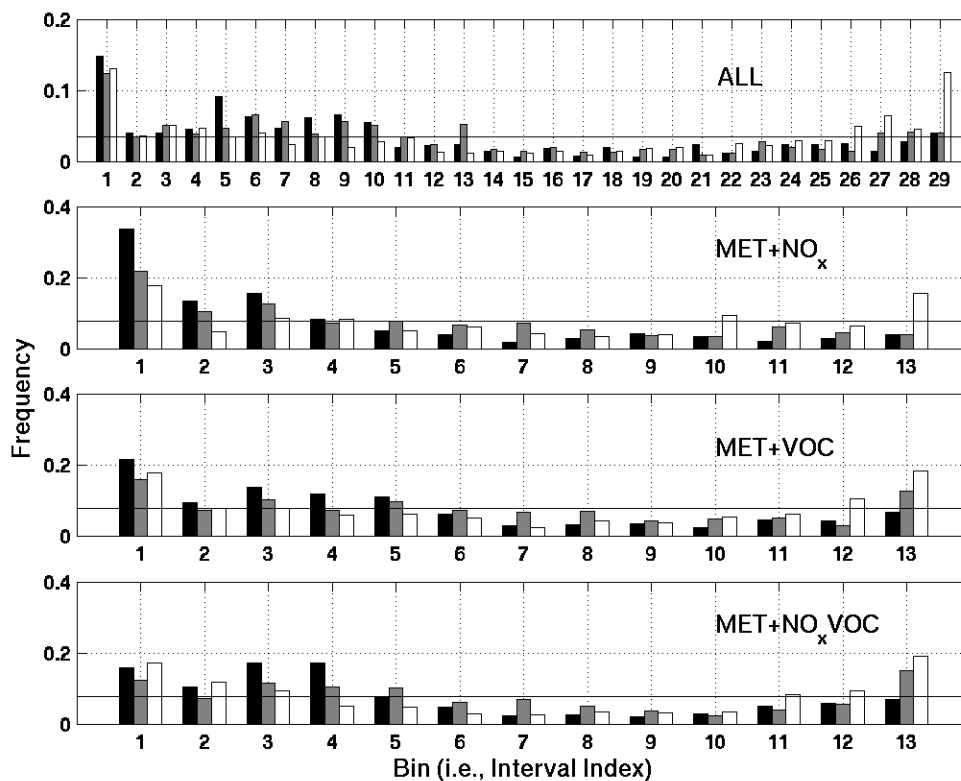 0.2
0.1
0
ALL
1 2 3 4 5 6 7 8 9 10 11 12 13 14 15 16 17 18 19 20 21 22 23 24 25 26 27 28 29
0.4
0.2
0
MET+NOx
1 2 3 4 5 6 7 8 9 10 11 12 13
Frequency
0.4
0.2
0
MET+VOC
1 2 3 4 5 6 7 8 9 10 11 12 13
0.4
0.2
0
MET+NOxVOC
1 2 3 4 5 6 7 8 9 10 11 12 13
Bin (i.e., Interval Index)